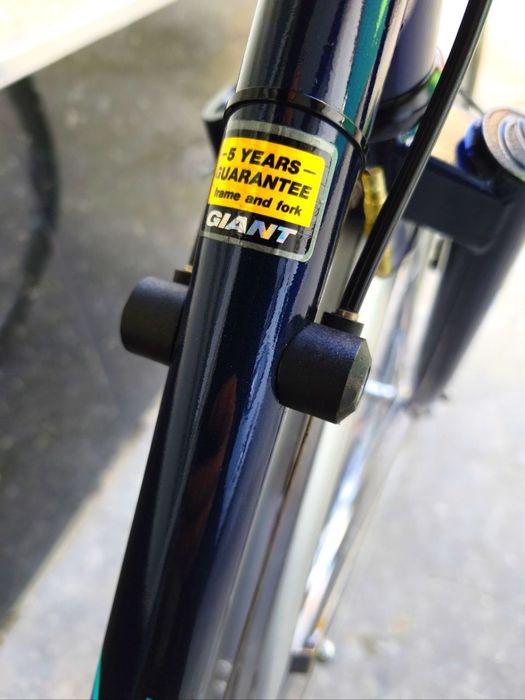 -5 YEARS-
GUARANTEE
frame and fork
GIANT